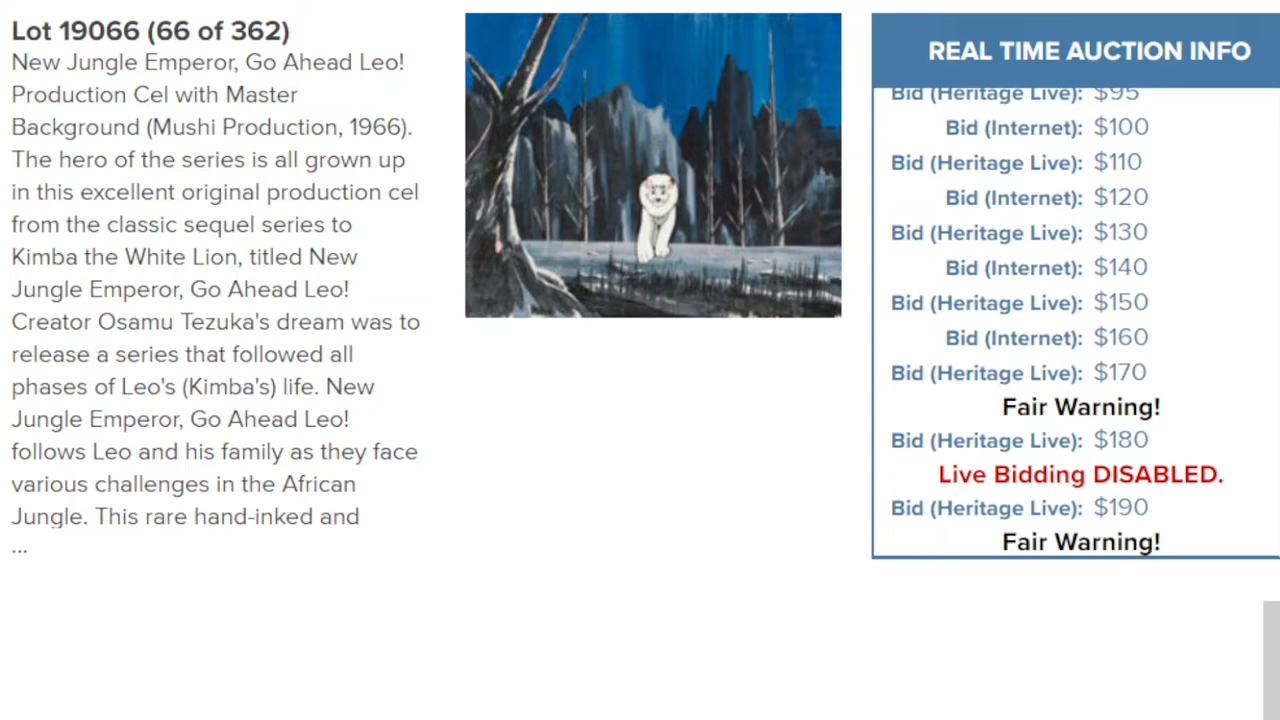 Lot 19066 (66 of 362)
New Jungle Emperor, Go Ahead Leo!
Production Cel with Master
Background (Mushi Production, 1966).
The hero of the series is all grown up
in this excellent original production cel
from the classic sequel series to
Kimba the White Lion, titled New
Jungle Emperor, Go Ahead Leo!
Creator Osamu Tezuka's dream was to
release a series that followed all
phases of Leo's (Kimba's) life. New
Jungle Emperor, Go Ahead Leo!
follows Leo and his family as they face
various challenges in the African
Jungle. This rare hand-inked and
...
REAL TIME AUCTION INFO
Bid (Heritage Live): $95
Bid (Internet): $100
Bid (Heritage Live): $110
Bid (Internet): $120
Bid (Heritage Live): $130
Bid (Internet): $140
Bid (Heritage Live): $150
Bid (Internet): $160
Bid (Heritage Live): $170
Fair Warning!
Bid (Heritage Live): $180
Live Bidding DISABLED.
Bid (Heritage Live): $190
Fair Warning!